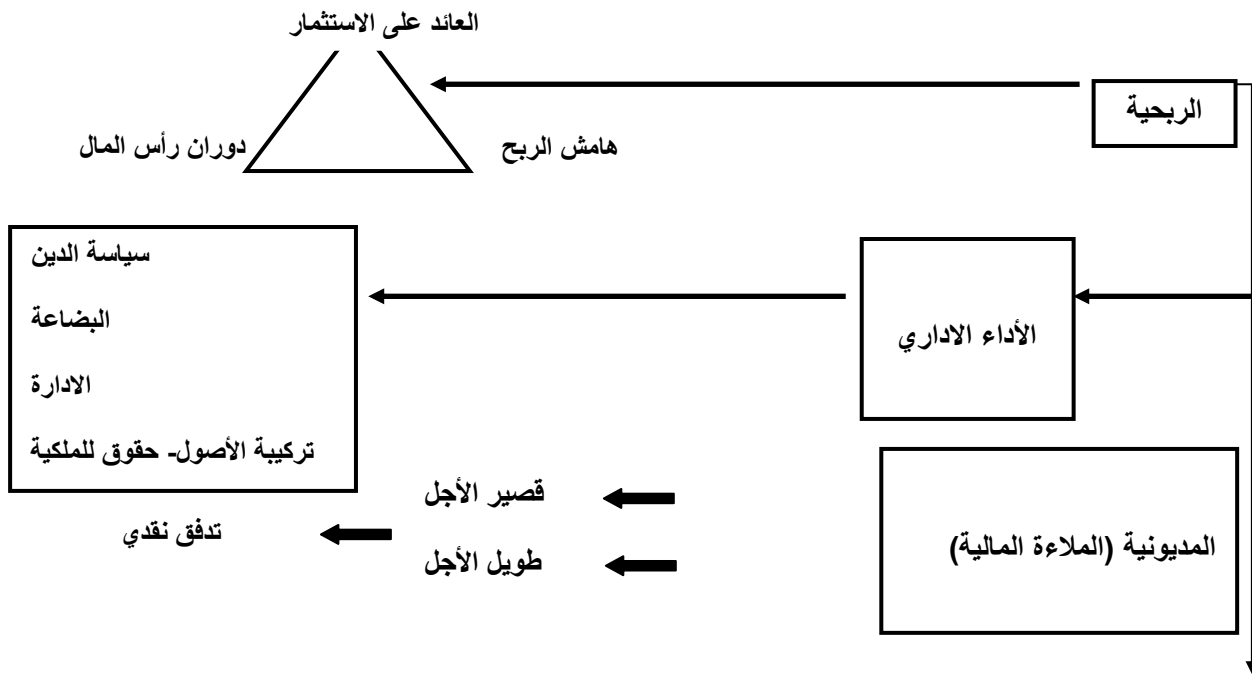 العائد على الاستثمار
الربحية
هامش الربح
دوران رأس المال
الأداء الاداري
سياسة الدين
البضاعة
الادارة
تركيبة الأصول- حقوق للملكية
المديونية (الملاءة المالية)
قصير الأجل
طويل الأجل
تدفق نقدي